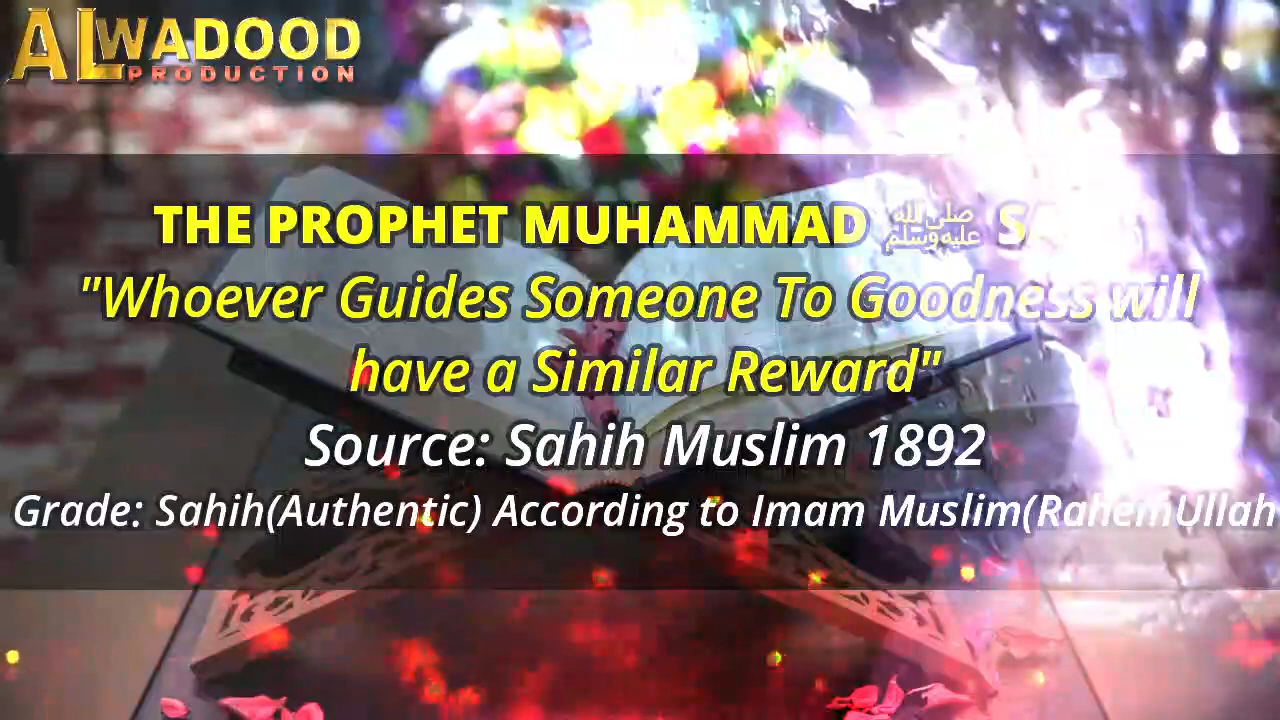 ALWADOOD
PRODUCTION
THE PROPHET MUHAMMAD ﷺ
"Whoever Guides Someone To Goodness will
have a Similar Reward"
Source: Sahih Muslim 1892
Grade: Sahih(Authentic) According to Imam Muslim(RahemUllah